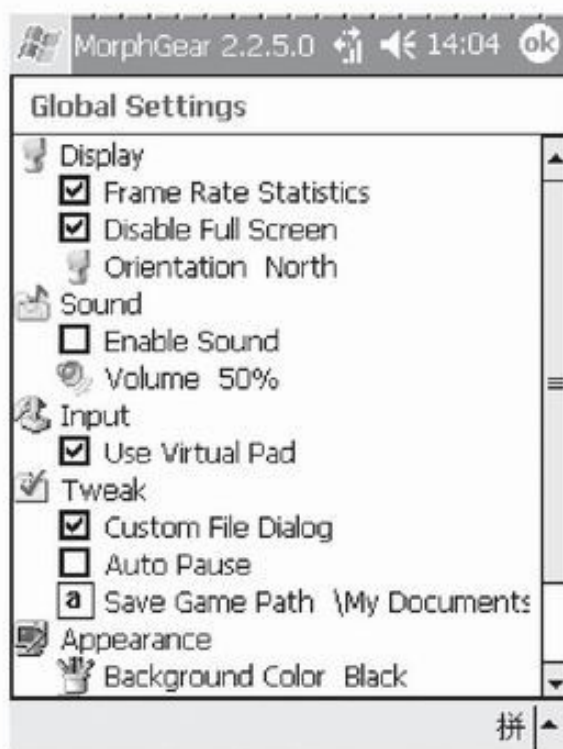 MorphGear 2.2.5.0 14:04 ok
Global Settings
Display
Frame Rate Statistics
Disable Full Screen
Orientation North
Sound
Enable Sound
Volume 50%
Input
Use Virtual Pad
Tweak
Custom File Dialog
Auto Pause
a Save Game Path \My Documents
Appearance
Background Color Black
拼